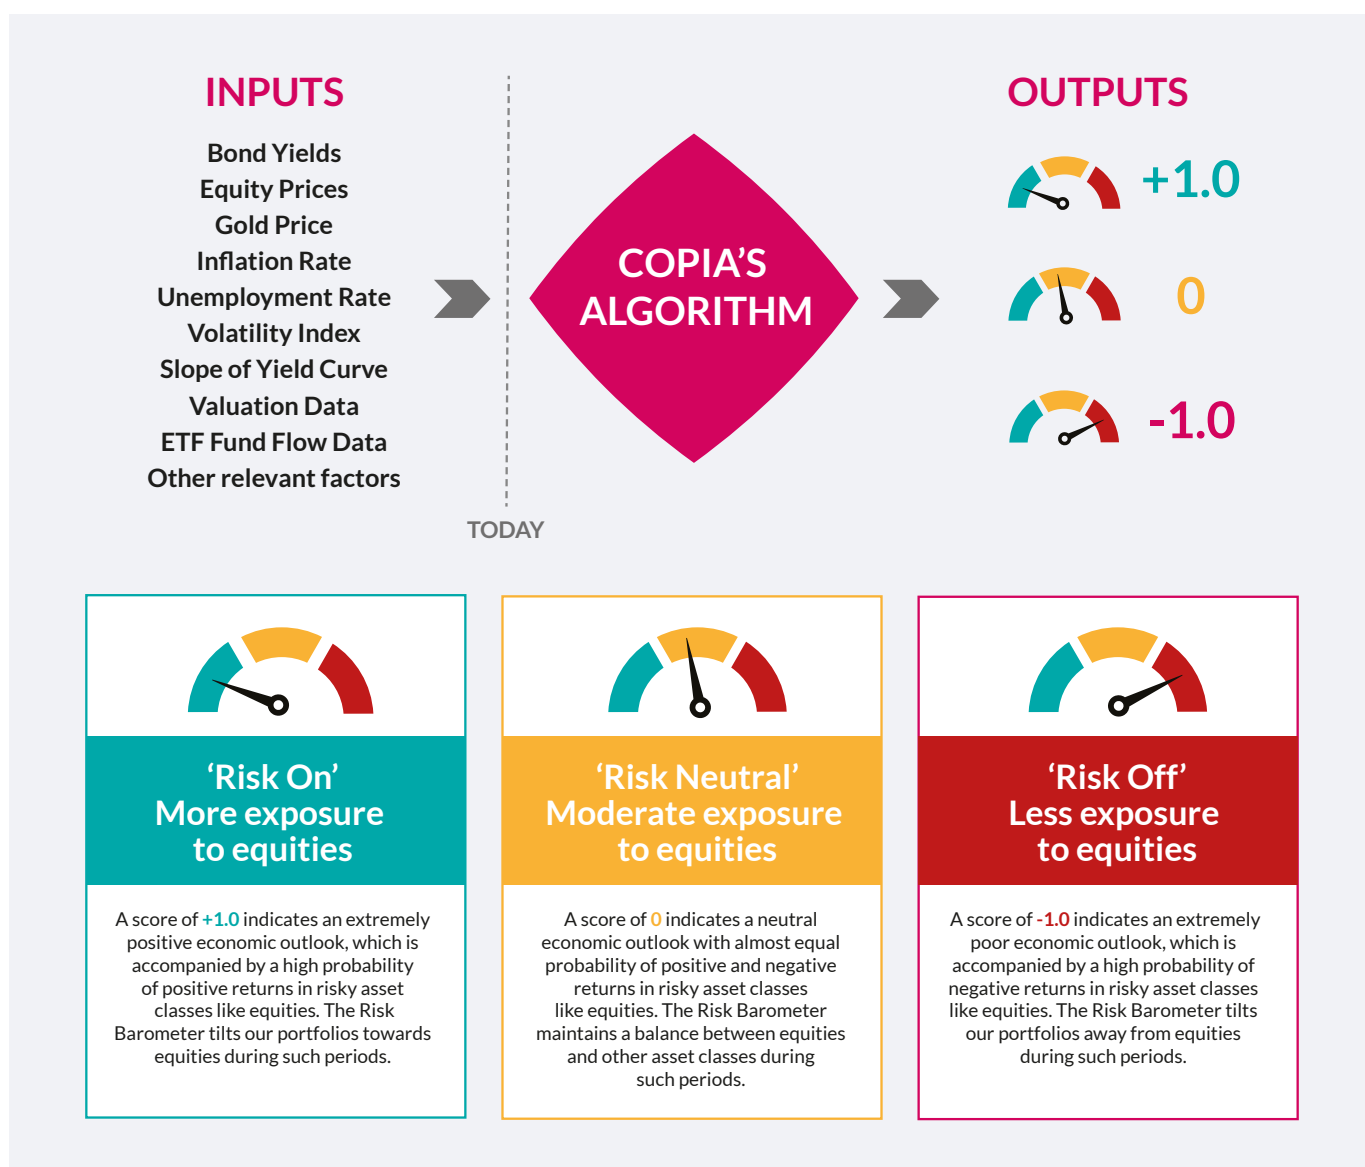 INPUTS
Bond Yields
Equity Prices
Gold Price
Inflation Rate
Unemployment Rate
Volatility Index
Slope of Yield Curve
Valuation Data
ETF Fund Flow Data
Other relevant factors
TODAY
COPIA’S
ALGORITHM
OUTPUTS
+1.0
0
-1.0
‘Risk On’
More exposure
to equities
A score of +1.0 indicates an extremely
positive economic outlook, which is
accompanied by a high probability
of positive returns in risky asset
classes like equities. The Risk
Barometer tilts our portfolios towards
equities during such periods.
‘Risk Neutral’
Moderate exposure
to equities
A score of 0 indicates a neutral
economic outlook with almost equal
probability of positive and negative
returns in risky asset classes
like equities. The Risk Barometer
maintains a balance between equities
and other asset classes during
such periods.
‘Risk Off’
Less exposure
to equities
A score of -1.0 indicates an extremely
poor economic outlook, which is
accompanied by a high probability of
negative returns in risky asset classes
like equities. The Risk Barometer tilts
our portfolios away from equities
during such periods.